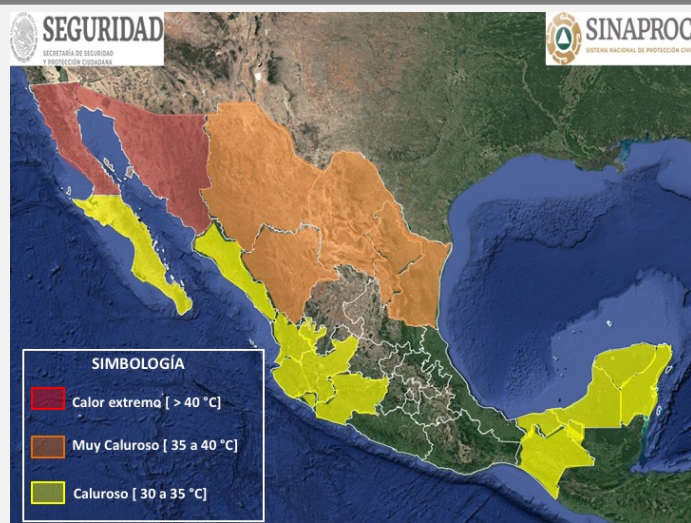 SEGURIDAD
SECRETARÍA DE SEGURIDAD
Y PROTECCIÓN CIUDADANA
SINAPROC
SISTEMA NACIONAL DE PROTECCIÓN CIVI
SIMBOLOGÍA
Calor extremo [ > 40 °C]
Muy Caluroso [ 35 a 40 °C]
Caluroso [ 30 a 35 °C]